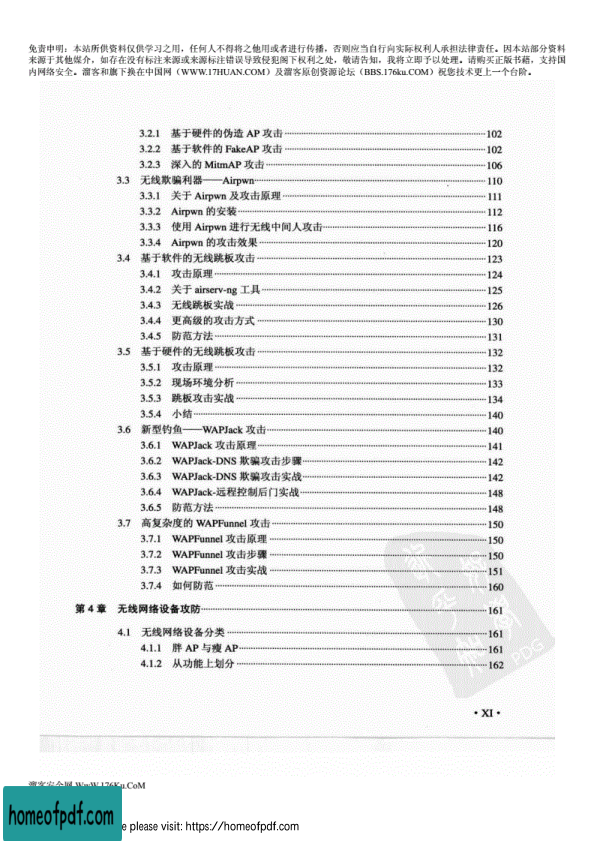 免责申明：本站所供资料仅供学习之用，任何人不得将之他用或者进行传播，否则应当自行向实际权利人承担法律责任。因本站部分资料
来源于其他媒介，如存在没有标注来源或来源标注错误导致侵犯阁下权利之处，敬请告知，我将立即予以处理。请购买正版书籍，支持国
内网络安全。溜客和旗下换在中国网（WWW.17HUAN.COM）及溜客原创资源论坛（BBS.176ku.COM）祝您技术更上一个台阶。
3.2.1 基于硬件的伪造 AP 攻击 102
3.2.2 基于软件的 FakeAP 攻击 102
3.2.3 深入的 MitmAP 攻击 106
3.3 无线欺骗利器——Airpwn 110
3.3.1 关于 Airpwn 及攻击原理 111
3.3.2 Airpwn 的安装 112
3.3.3 使用 Airpwn 进行无线中间人攻击 116
3.3.4 Airpwn 的攻击效果 120
3.4 基于软件的无线跳板攻击 123
3.4.1 攻击原理 124
3.4.2 关于 airserv-ng 工具 125
3.4.3 无线跳板实战 126
3.4.4 更高级的攻击方式 130
3.4.5 防范方法 131
3.5 基于硬件的无线跳板攻击 132
3.5.1 攻击原理 132
3.5.2 现场环境分析 133
3.5.3 跳板攻击实战 134
3.5.4 小结 140
3.6 新型钓鱼——WAPJack 攻击 140
3.6.1 WAPJack 攻击原理 141
3.6.2 WAPJack-DNS 欺骗攻击步骤 142
3.6.3 WAPJack-DNS 欺骗攻击实战 142
3.6.4 WAPJack-远程控制后门实战 148
3.6.5 防范方法 148
3.7 高复杂度的 WAPFunnel 攻击 150
3.7.1 WAPFunnel 攻击原理 150
3.7.2 WAPFunnel 攻击步骤 150
3.7.3 WAPFunnel 攻击实战 151
3.7.4 如何防范 160
第 4 章 无线网络设备攻防 161
4.1 无线网络设备分类 161
4.1.1 胖 AP 与瘦 AP 161
4.1.2 从功能上划分 162
PDG
• XI •
溜客安全网 WwW.176Ku.CoM
homeofpdf.com
e please visit: https://homeofpdf.com